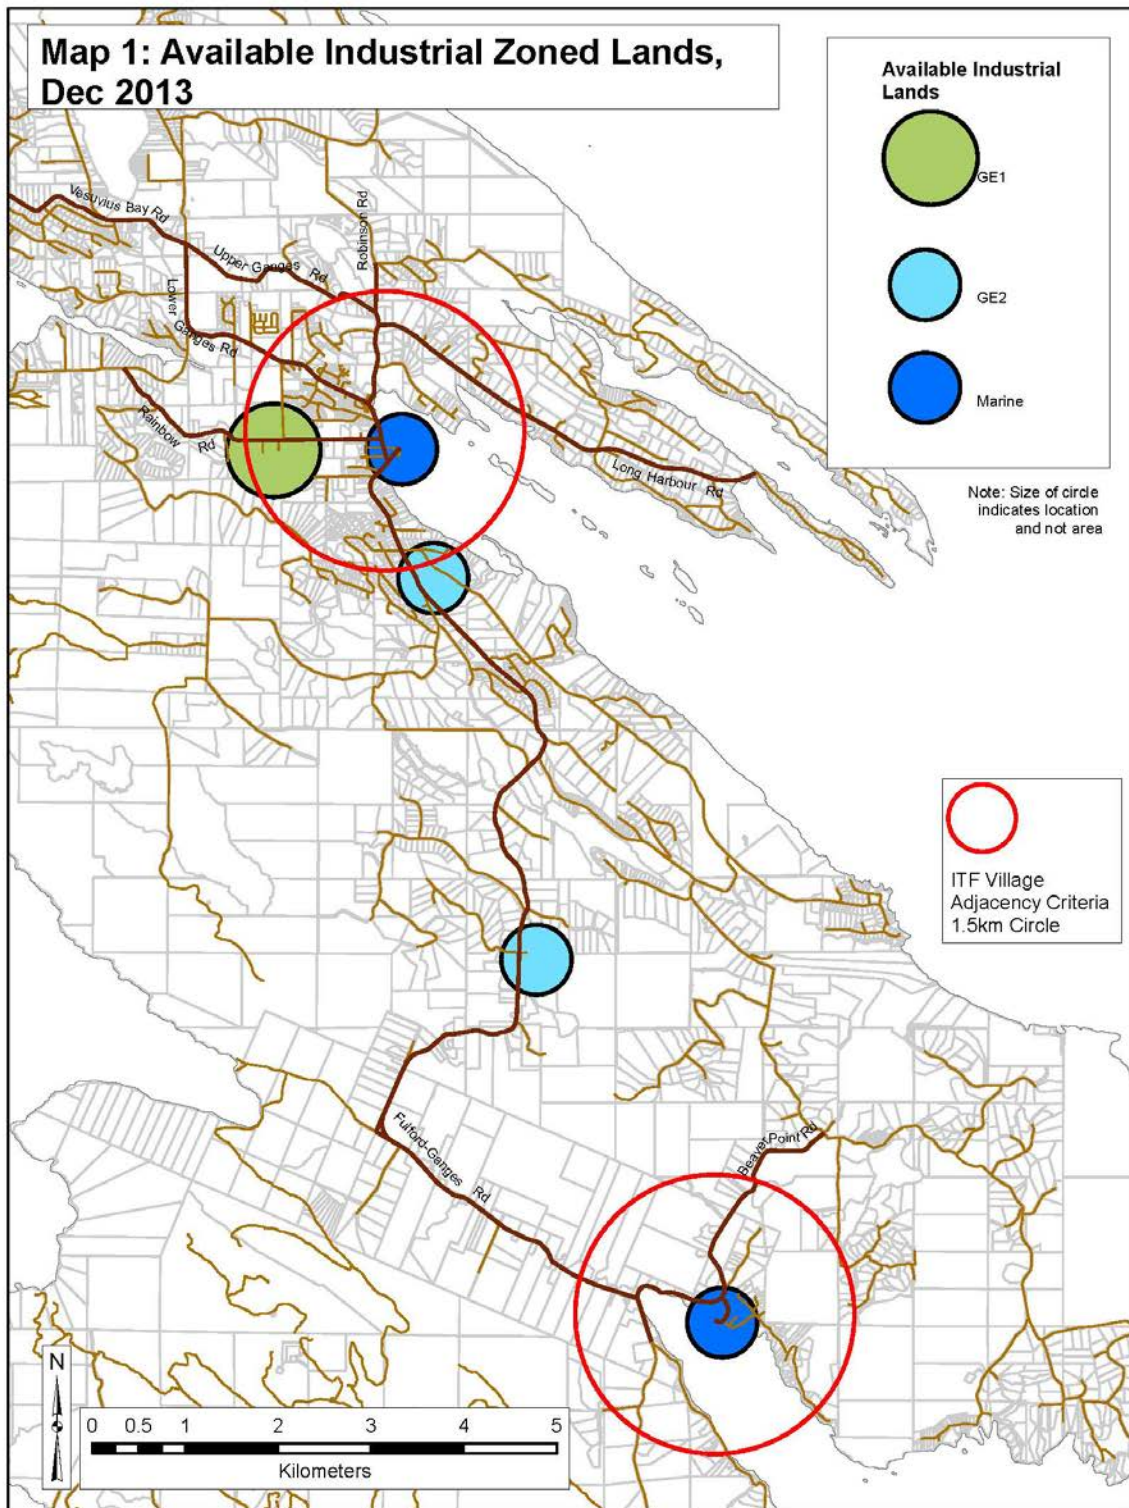 Map 1: Available Industrial Zoned Lands,
Dec 2013
Available Industrial
Lands
GE1
GE2
Marine
Note: Size of circle
indicates location
and not area
Vesuvius Bay Rd
Upper Ganges Rd
Robinson Rd
Lower
Ganges Rd
Rainbow Rd
Long Harbour Rd
ITF Village
Adjacency Criteria
1.5km Circle
Fulford-Ganges Rd
Beaver Point Rd
N
0 0.5 1 2 3 4 5
Kilometers